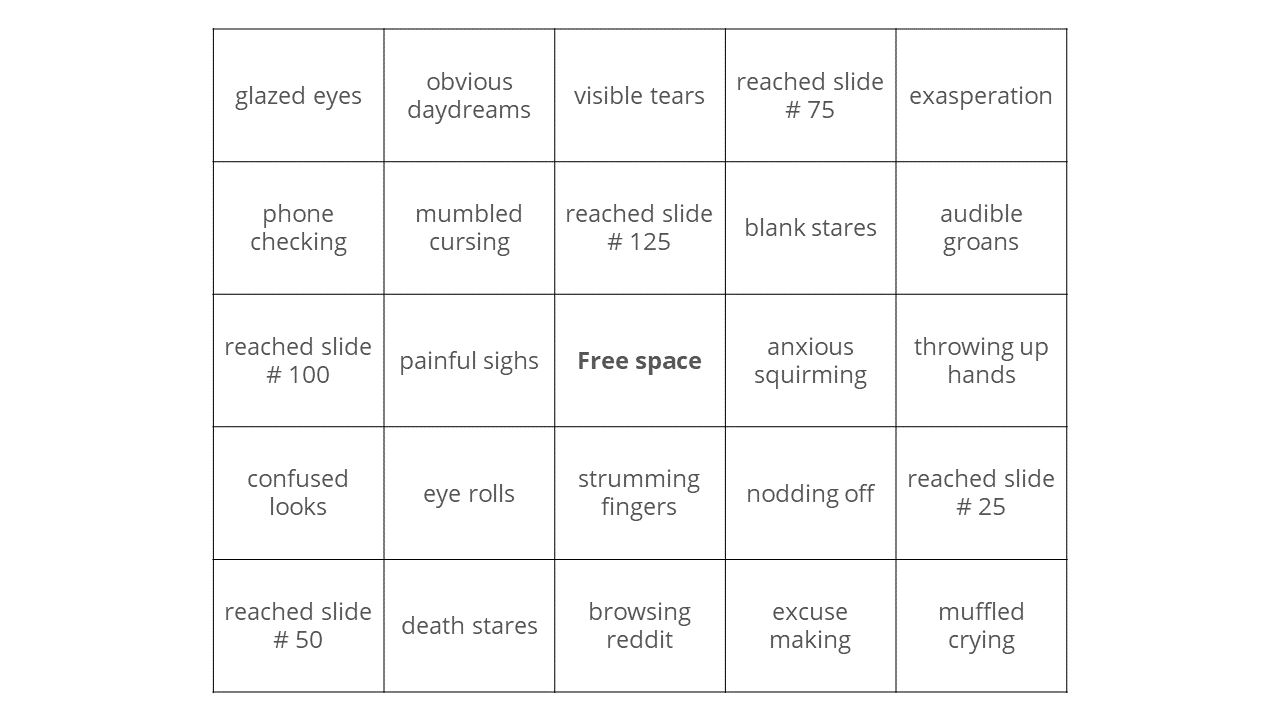 glazed eyes
obvious
daydreams
visible tears
reached slide
# 75
exasperation
phone
checking
mumbled
cursing
reached slide
# 125
blank stares
audible
groans
reached slide
# 100
painful sighs
Free space
anxious
squirming
throwing up
hands
confused
looks
eye rolls
strumming
fingers
nodding off
reached slide
# 25
reached slide
# 50
death stares
browsing
reddit
excuse
making
muffled
crying